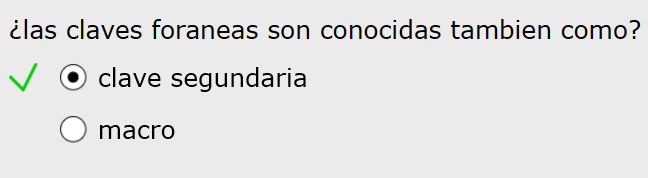 ¿las claves foraneas son conocidas tambien como?
clave segundaria
macro